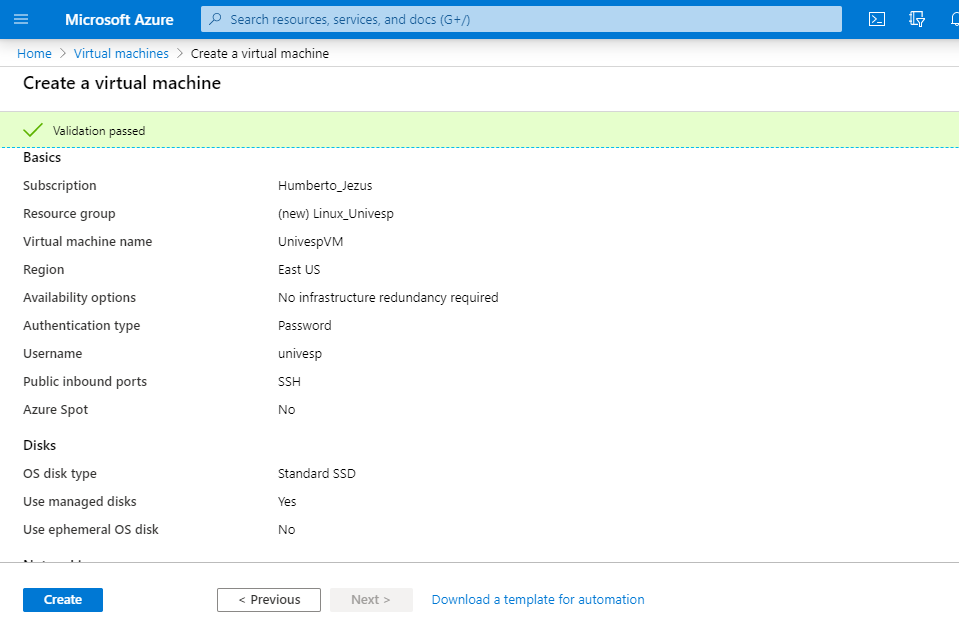 Microsoft Azure
Search resources, services, and docs (G+/)
Home > Virtual machines > Create a virtual machine
Create a virtual machine
Validation passed
Basics
Subscription Humberto_Jezus
Resource group (new) Linux_Univesp
Virtual machine name UnivespVM
Region East US
Availability options No infrastructure redundancy required
Authentication type Password
Username univesp
Public inbound ports SSH
Azure Spot No
Disks
OS disk type Standard SSD
Use managed disks Yes
Use ephemeral OS disk No
Create < Previous Next > Download a template for automation